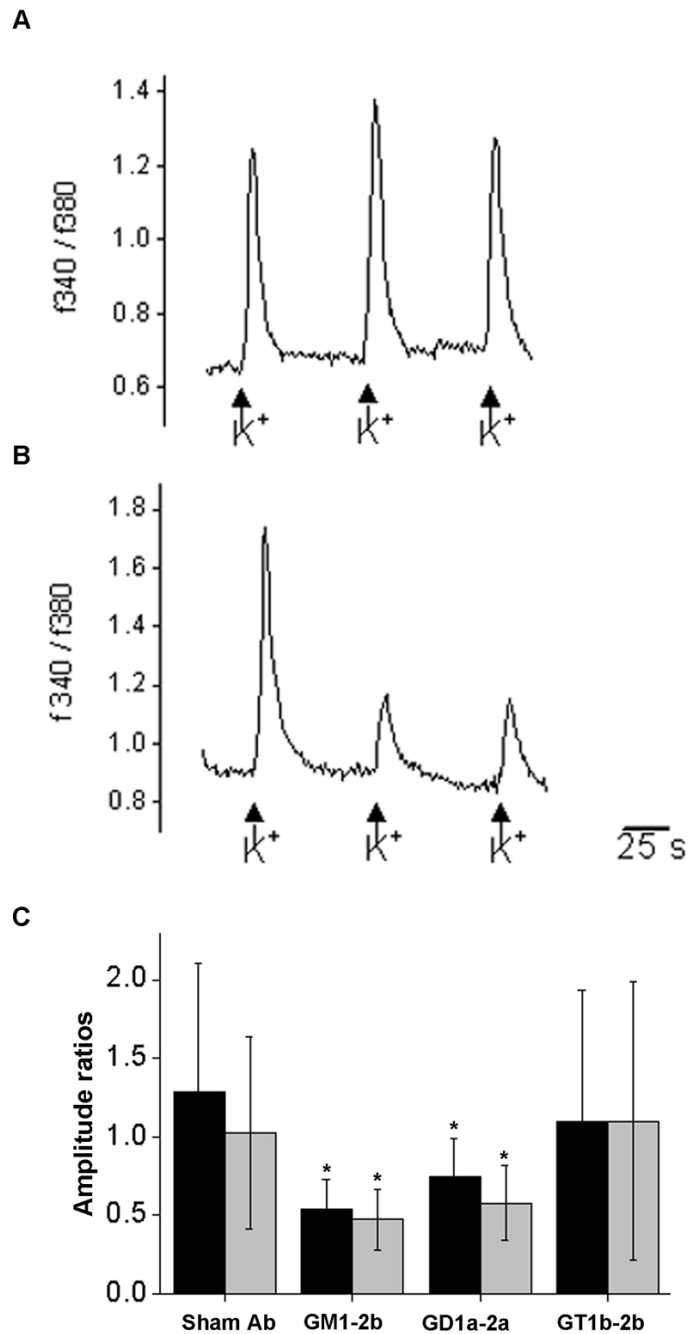 A
f340 / f380
1.4
1.2
1.0
0.8
0.6
K+ K+ K+
B
f 340 / f380
1.8
1.6
1.4
1.2
1.0
0.8
K+ K+ K+
25 s
C
Amplitude ratios
2.0
1.5
1.0
0.5
0.0
* * * *
Sham Ab GM1-2b GD1a-2a GT1b-2b